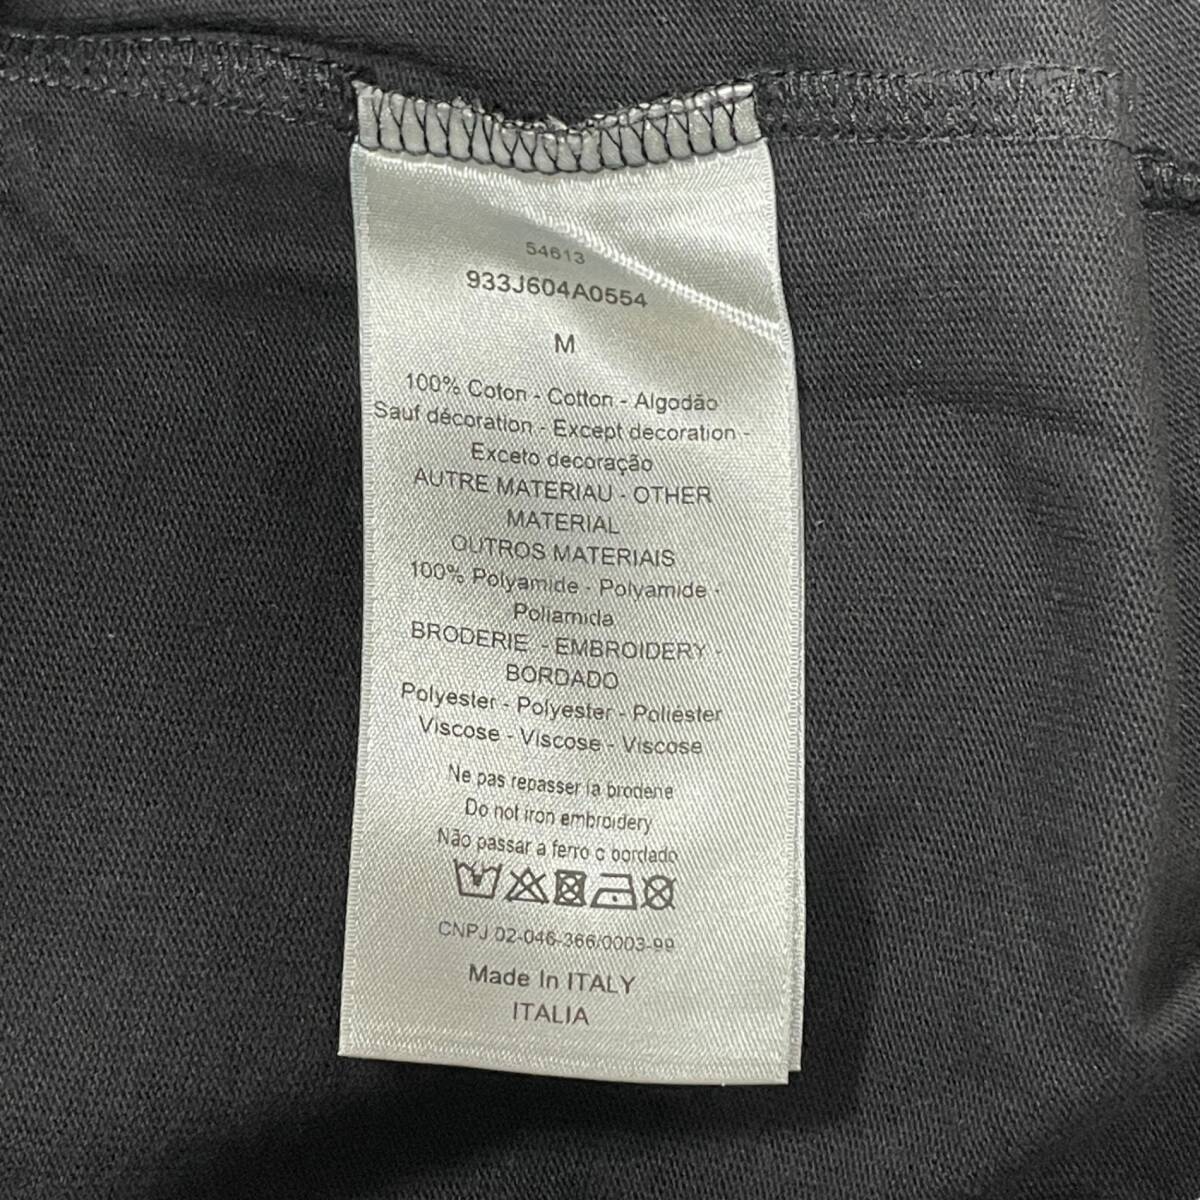 54613
933J604A0554
M
100% Coton - Cotton - Algodão
Sauf décoration - Except decoration -
Exceto decoração
AUTRE MATERIAU - OTHER
MATERIAL
OUTROS MATERIAIS
100% Polyamide - Polyamide -
Poliamida
BRODERIE - EMBROIDERY -
BORDADO
Polyester - Polyester - Poliéster
Viscose - Viscose - Viscose
Ne pas repasser la broderie
Do not iron embroidery
Não passar a ferro o bordado
CNPJ 02-046-366/0003-99
Made In ITALY
ITALIA